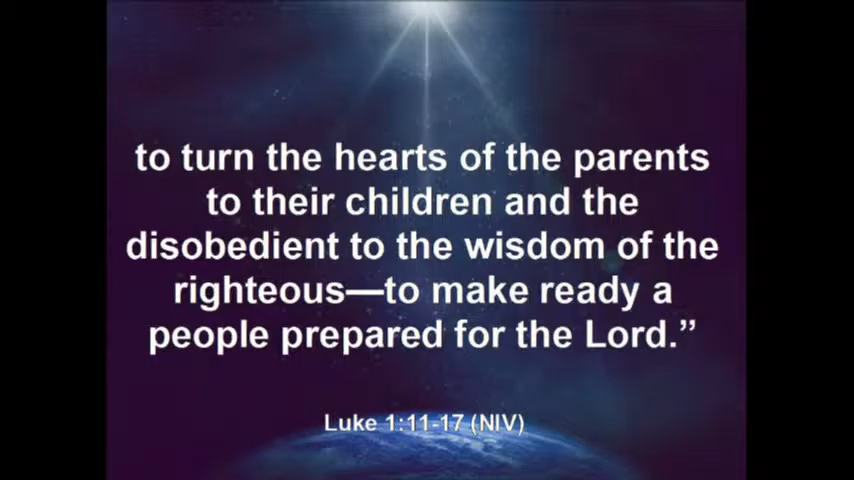 to turn the hearts of the parents
to their children and the
disobedient to the wisdom of the
righteous—to make ready a
people prepared for the Lord.”
Luke 1:11-17 (NIV)